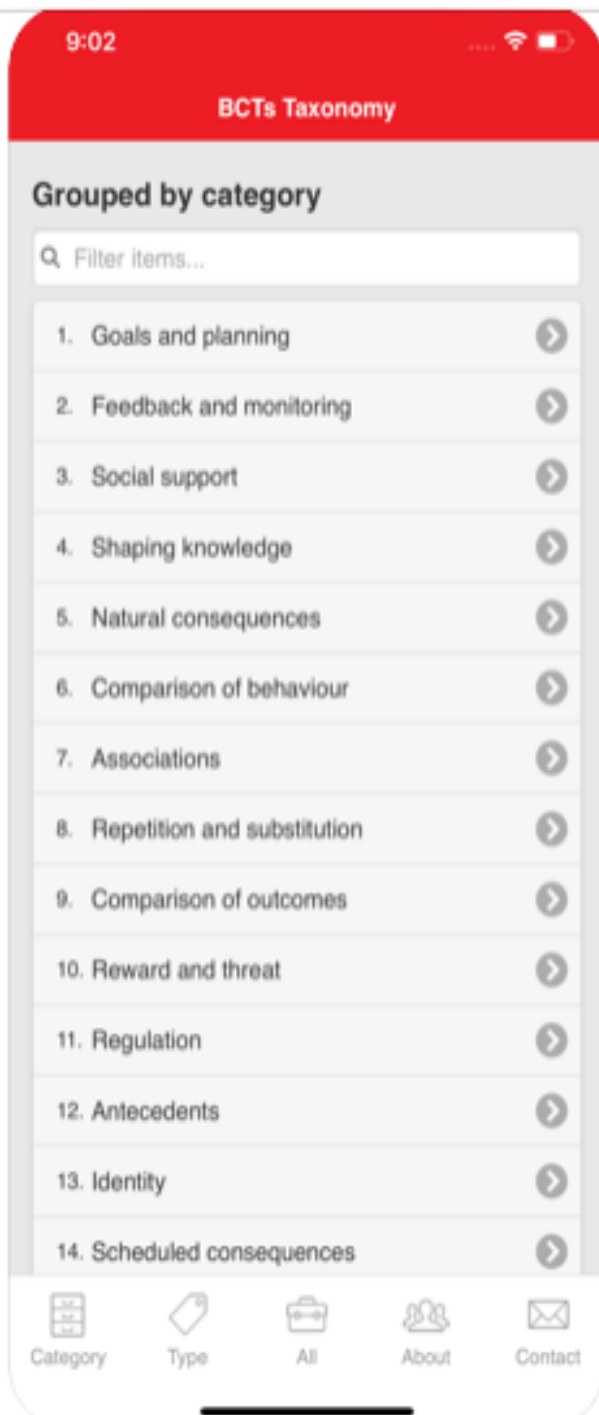 9:02
BCTs Taxonomy
Grouped by category
Filter items...
1. Goals and planning
2. Feedback and monitoring
3. Social support
4. Shaping knowledge
5. Natural consequences
6. Comparison of behaviour
7. Associations
8. Repetition and substitution
9. Comparison of outcomes
10. Reward and threat
11. Regulation
12. Antecedents
13. Identity
14. Scheduled consequences
Category Type All About Contact